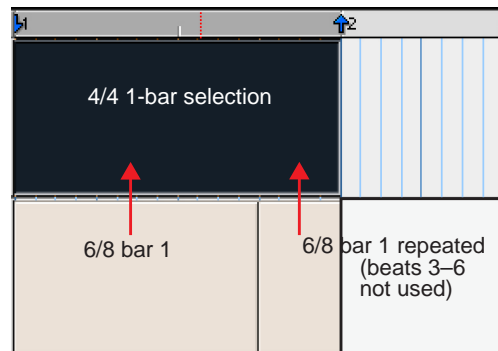 1
2
4/4 1-bar selection
6/8 bar 1
6/8 bar 1 repeated
(beats 3–6
not used)